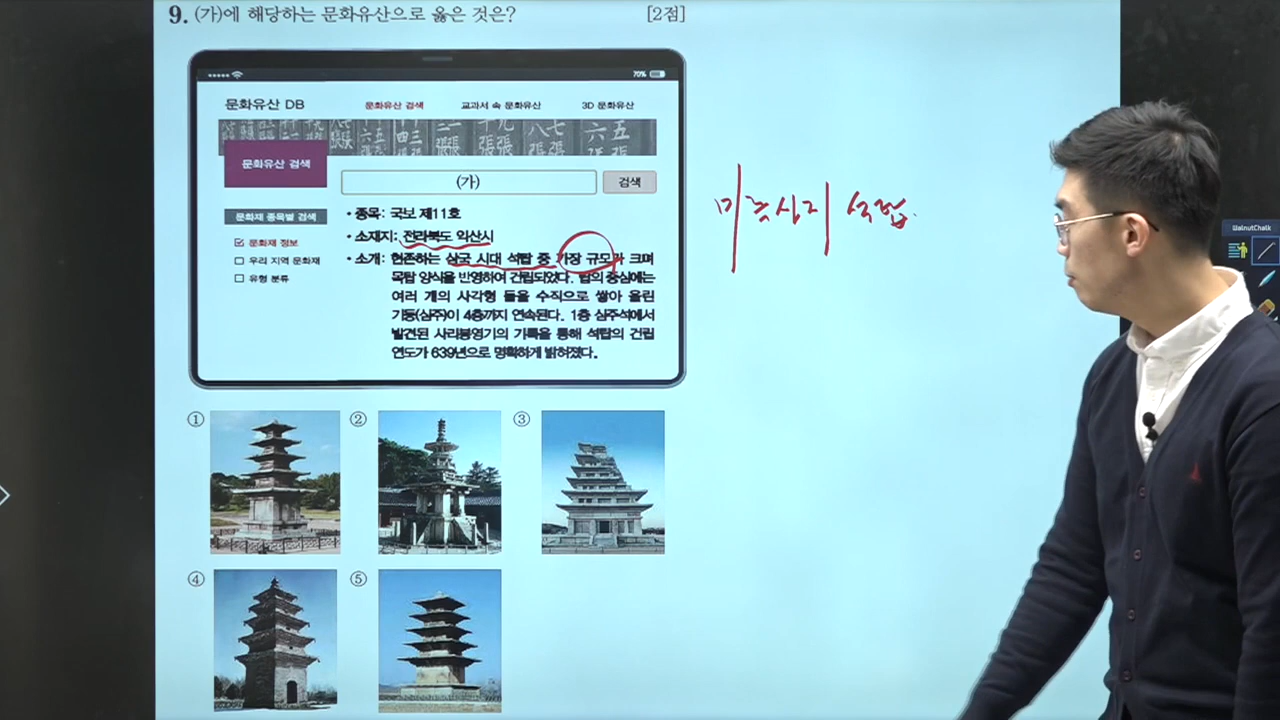 9. (가)에 해당하는 문화유산으로 옳은 것은? [2점]
70%
문화유산 DB 문화유산 검색 교과서 속 문화유산 3D 문화유산
문화유산 검색
(가) 검색
문화재 종목별 검색
문화재 정보
우리 지역 문화재
유형 분류
• 종목: 국보 제11호
• 소재지: 전라북도 익산시
• 소개: 현존하는 삼국 시대 석탑 중 가장 규모가 크며
목탑 양식을 반영하여 건립되었다. 탑의 중심에는
여러 개의 사각형 돌을 수직으로 쌓아 올린
기둥(심주)이 4층까지 연속된다. 1층 심주석에서
발견된 사리봉영기의 기록을 통해 석탑의 건립
연도가 639년으로 명확하게 밝혀졌다.
미륵사지 석탑
① ② ③
④ ⑤
WalnutChalk